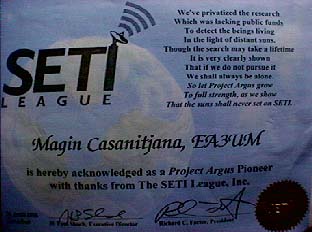 We've privatized the research
Which was lacking public funds
To detect the beings living
In the light of distant suns.
Though the search may take a lifetime
It is very clearly shown
That if we do not pursue it
We shall always be alone.
So let Project Argus grow
To full strength, as we show
That the suns shall never set on SETI.
SETI
LEAGUE
Magin Casanitjana, EA3UM
is hereby acknowledged as a Project Argus Pioneer
with thanks from The SETI League, Inc.
H. Paul Shuch, Executive Director
Richard C. Factor, President